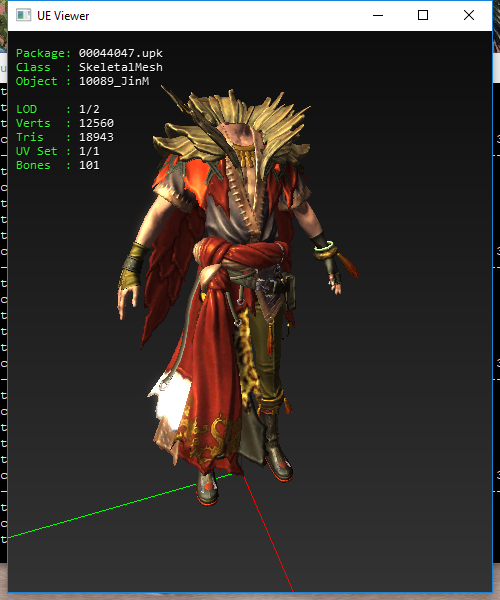 UE Viewer
Package: 00044047.upk
Class : SkeletalMesh
Object : 10089_JinM
LOD : 1/2
Verts : 12560
Tris : 18943
UV Set : 1/1
Bones : 101